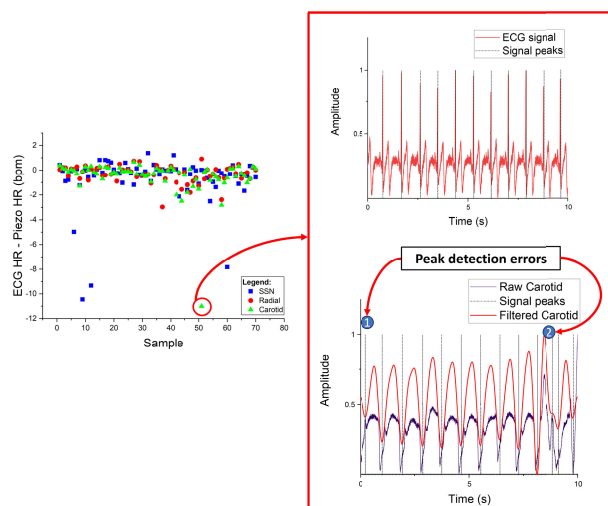 ECG HR - Piezo HR (bpm)
2
0
-2
-4
-6
-8
-10
-12
0 10 20 30 40 50 60 70 80
Sample
Legend:
SSN
Radial
Carotid
ECG signal
Signal peaks
Amplitude
1
0.5
0 5 10
Time (s)
Peak detection errors
Raw Carotid
Signal peaks
Filtered Carotid
1
2
Amplitude
1
0.5
0 5 10
Time (s)